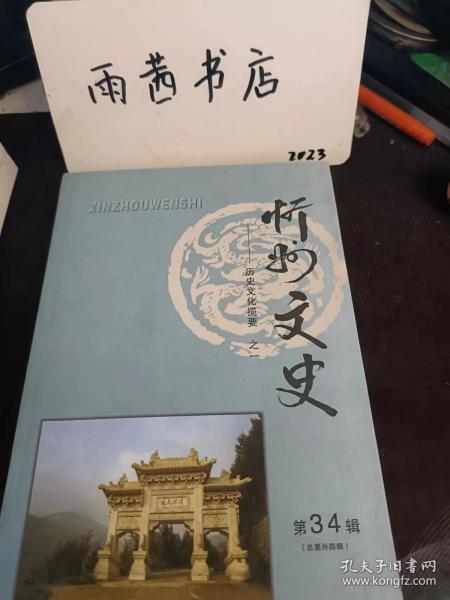 雨茜书店
2023
XINZHOUWENSHI
忻州文史
——历史文化撷要 之一
第34辑
（总第卅四辑）
孔夫子旧书网
www.kongfz.com